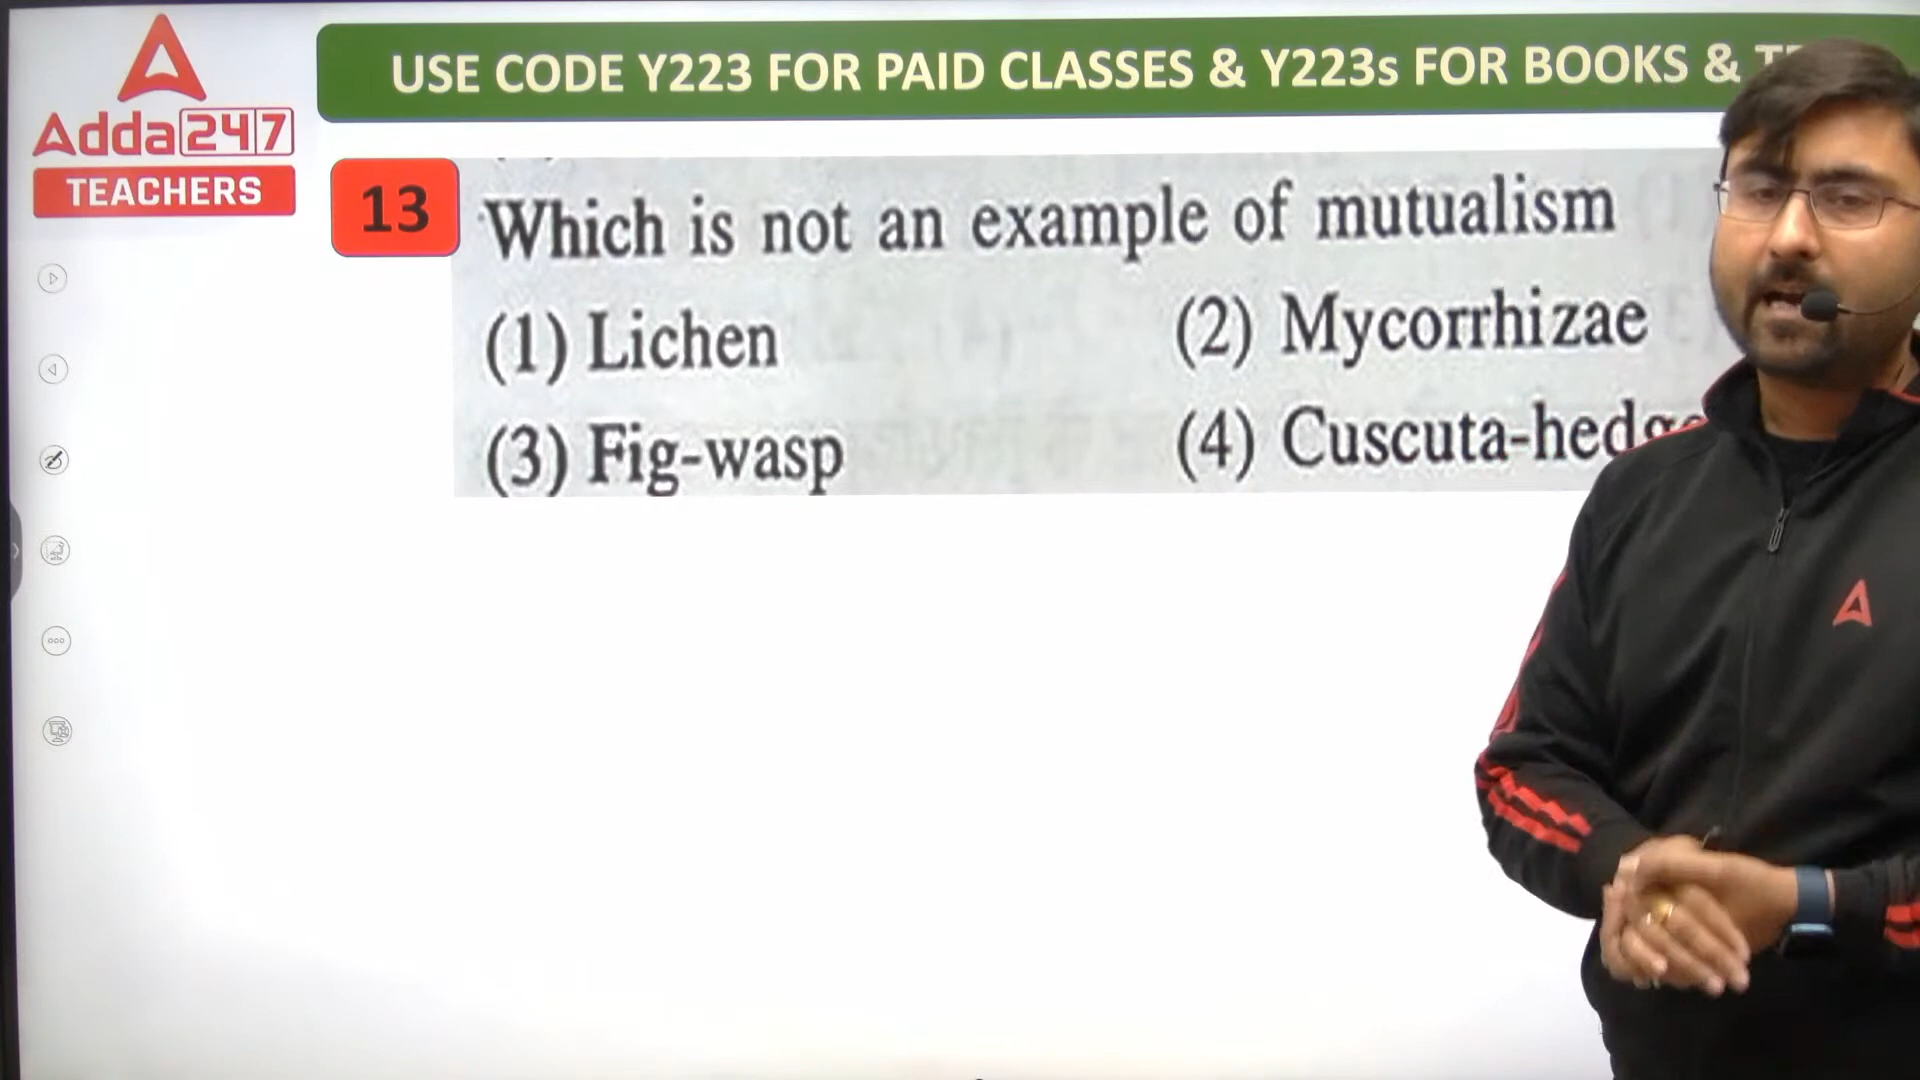 USE CODE Y223 FOR PAID CLASSES & Y223s FOR BOOKS &
Adda247
TEACHERS
13
Which is not an example of mutualism
(1) Lichen
(2) Mycorrhizae
(3) Fig-wasp
(4) Cuscuta-hedge